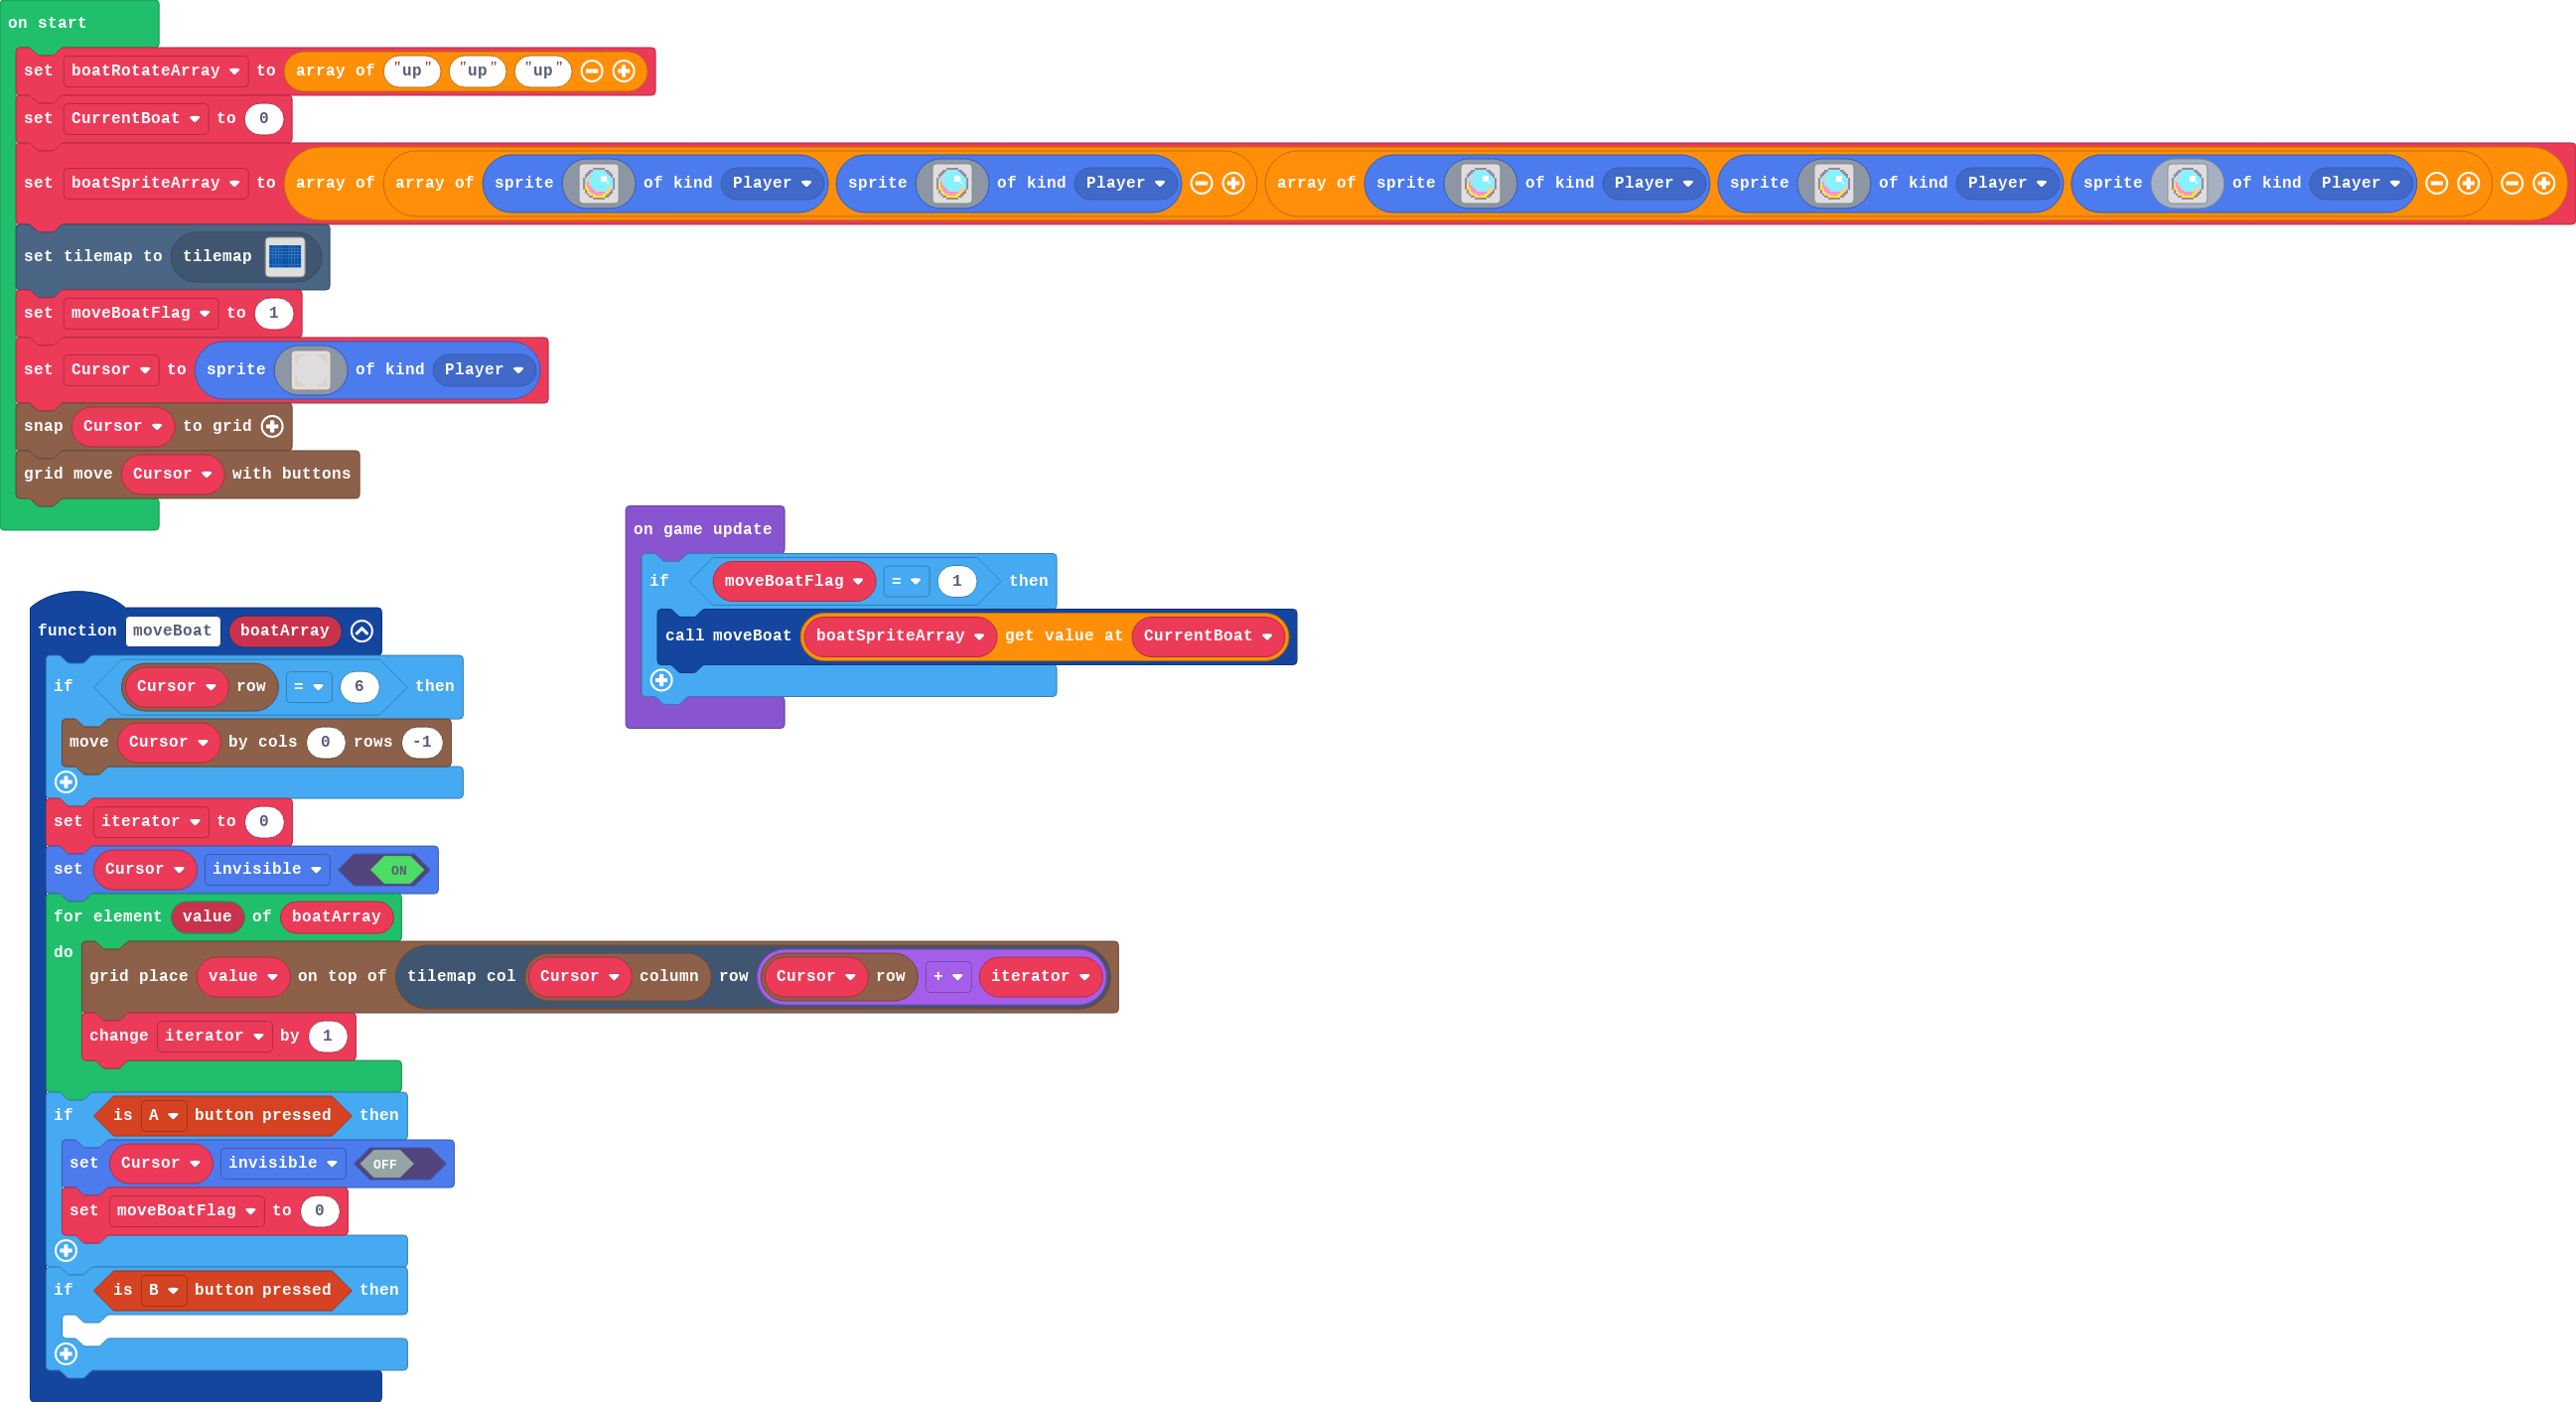 on start
set boatRotateArray to array of "up" "up" "up"
set CurrentBoat to 0
set boatSpriteArray to array of array of sprite of kind Player sprite of kind Player array of sprite of kind Player sprite of kind Player sprite of kind Player
set tilemap to tilemap
set moveBoatFlag to 1
set Cursor to sprite of kind Player
snap Cursor to grid
grid move Cursor with buttons
on game update
if moveBoatFlag = 1 then
call moveBoat boatSpriteArray get value at CurrentBoat
function moveBoat boatArray
if Cursor row = 6 then
move Cursor by cols 0 rows -1
set iterator to 0
set Cursor invisible ON
for element value of boatArray
do
grid place value on top of tilemap col Cursor column row Cursor row + iterator
change iterator by 1
if is A button pressed then
set Cursor invisible OFF
set moveBoatFlag to 0
if is B button pressed then